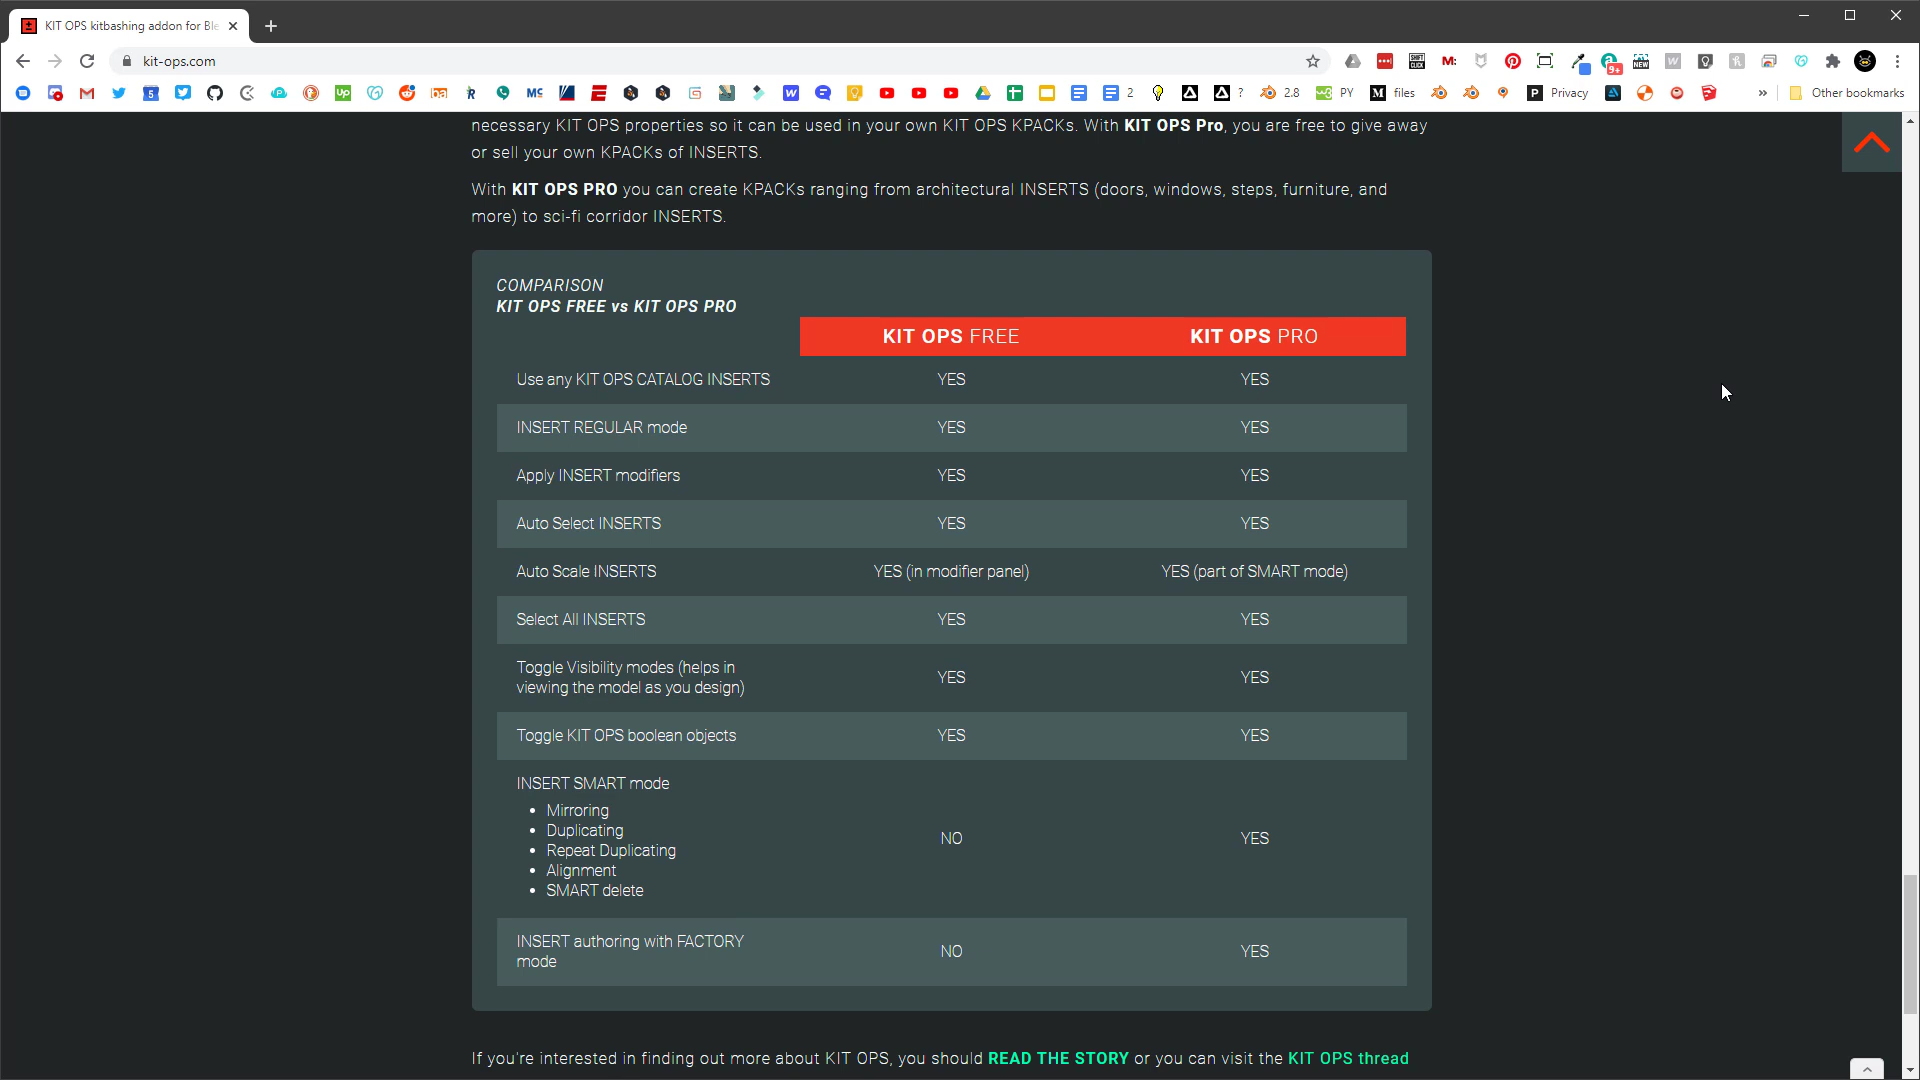 KIT OPS kitbashing addon for Ble
kit-ops.com
2
?
2.8
PY
files
Privacy
»
Other bookmarks
necessary KIT OPS properties so it can be used in your own KIT OPS KPACKs. With KIT OPS Pro, you are free to give away
or sell your own KPACKs of INSERTS.
With KIT OPS PRO you can create KPACKs ranging from architectural INSERTS (doors, windows, steps, furniture, and
more) to sci-fi corridor INSERTS.
COMPARISON
KIT OPS FREE vs KIT OPS PRO
KIT OPS FREE KIT OPS PRO
Use any KIT OPS CATALOG INSERTS YES YES
INSERT REGULAR mode YES YES
Apply INSERT modifiers YES YES
Auto Select INSERTS YES YES
Auto Scale INSERTS YES (in modifier panel) YES (part of SMART mode)
Select All INSERTS YES YES
Toggle Visibility modes (helps in
viewing the model as you design) YES YES
Toggle KIT OPS boolean objects YES YES
INSERT SMART mode
• Mirroring
• Duplicating
• Repeat Duplicating
• Alignment
• SMART delete
NO YES
INSERT authoring with FACTORY
mode
NO YES
If you're interested in finding out more about KIT OPS, you should READ THE STORY or you can visit the KIT OPS thread